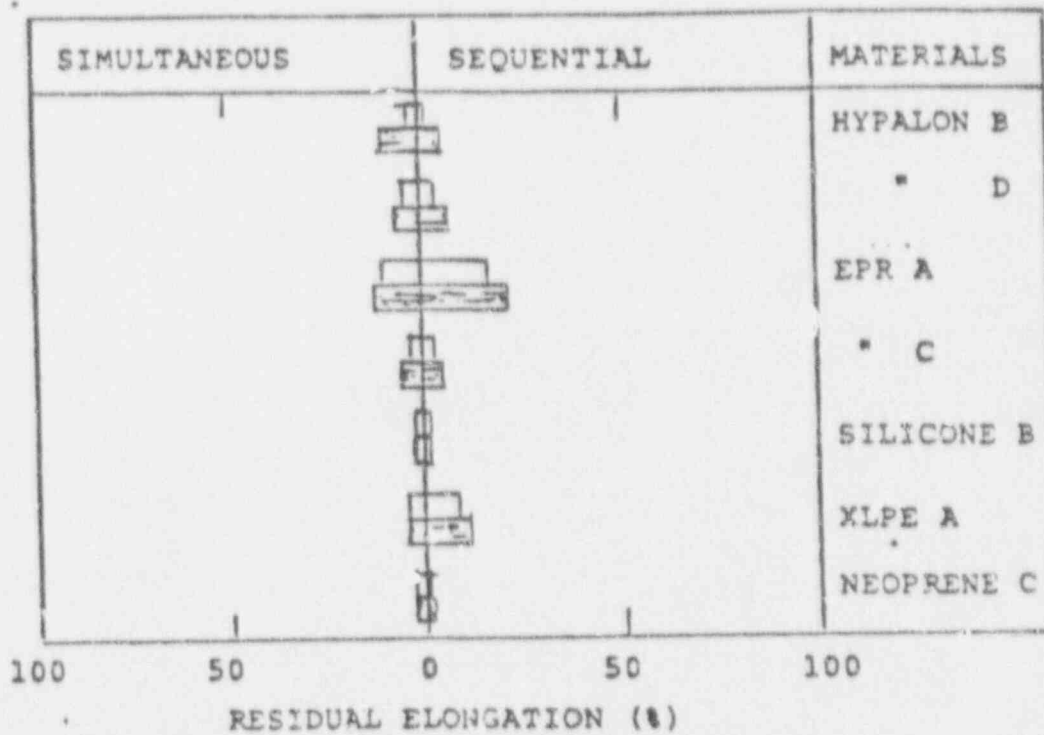 SIMULTANEOUS SEQUENTIAL MATERIALS
HYPALON B
" D
EPR A
" C
SILICONE B
XLPE A
NEOPRENE C
100 50 0 50 100
RESIDUAL ELONGATION (%)